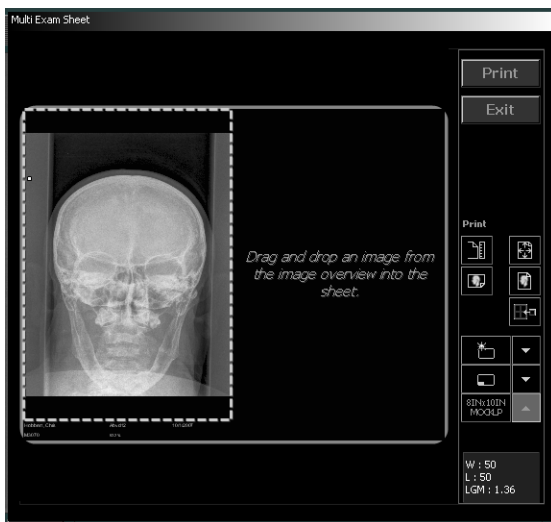 Multi Exam Sheet
Print
Exit
Drag and drop an image from
the image overview into the
sheet.
Print
8INx10IN
W : 50
L : 50
LGM : 1.36